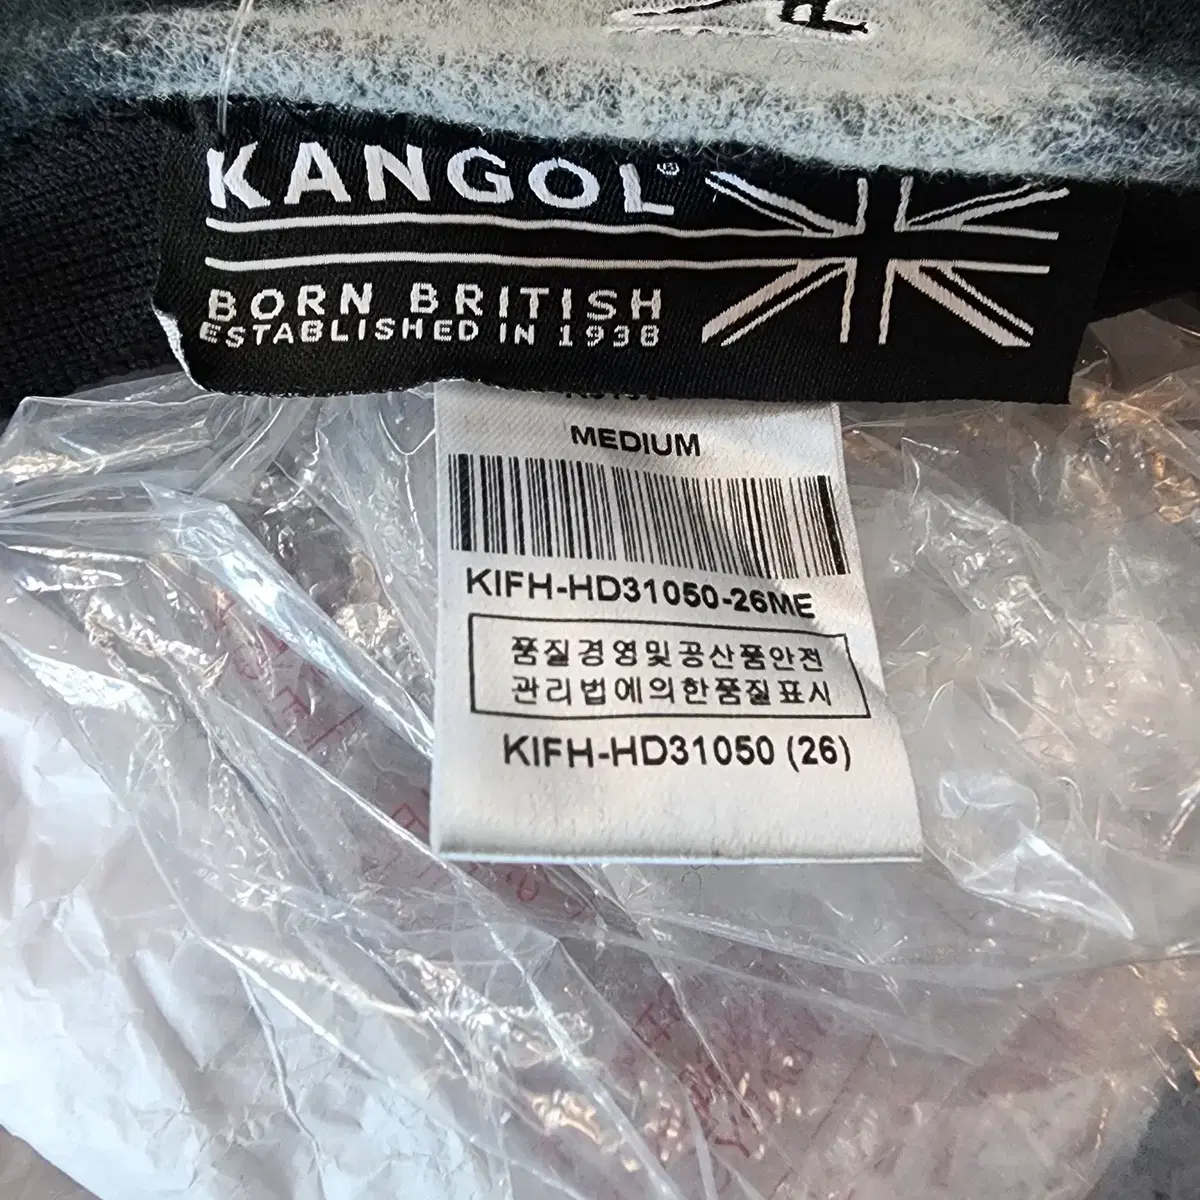 KANGOL®
BORN BRITISH
ESTABLISHED IN 1938
MEDIUM
KIFH-HD31050-26ME
품질경영및공산품안전
관리법에의한품질표시
KIFH-HD31050 (26)